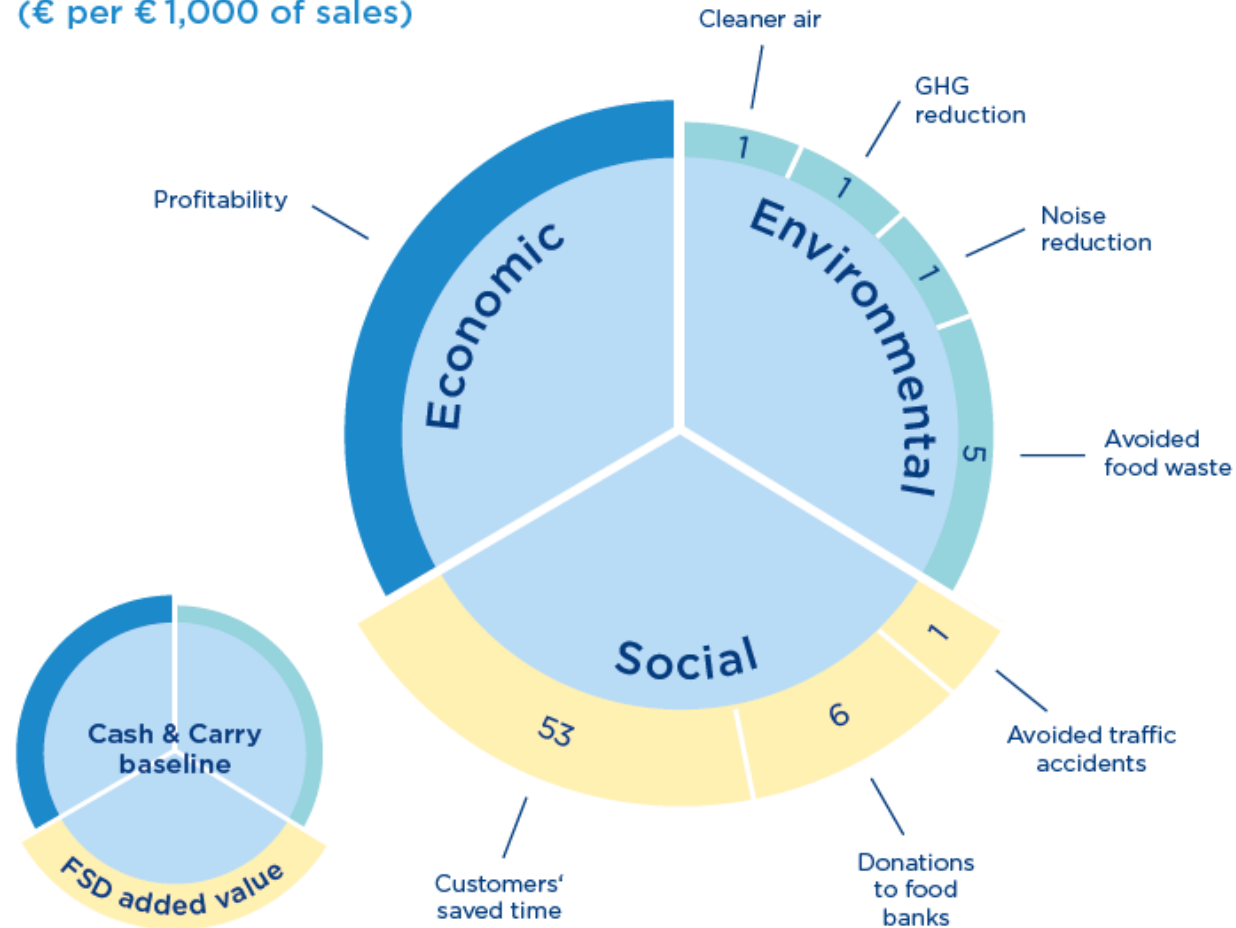 (€ per € 1,000 of sales)
Cleaner air
GHG
reduction
Noise
reduction
Avoided
food waste
Profitability
Economic
Environmental
Social
1
1
1
5
1
6
53
Avoided traffic
accidents
Donations
to food
banks
Customers‘
saved time
Cash & Carry
baseline
FSD added value